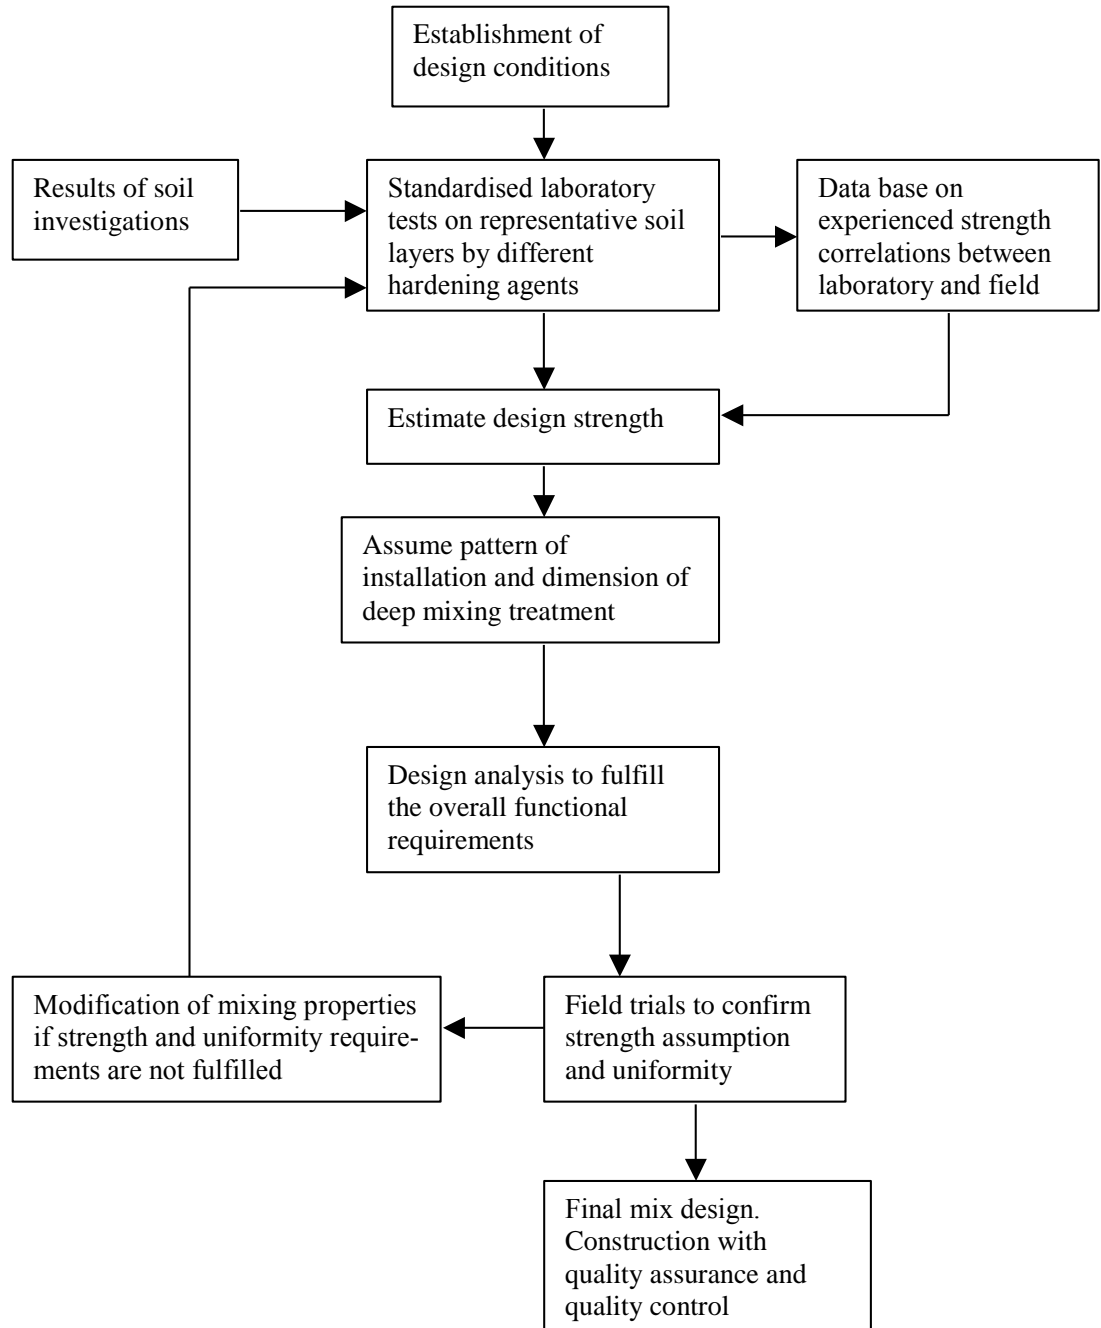 Establishment of
design conditions
Results of soil
investigations
Standardised laboratory
tests on representative soil
layers by different
hardening agents
Data base on
experienced strength
correlations between
laboratory and field
Estimate design strength
Assume pattern of
installation and dimension of
deep mixing treatment
Design analysis to fulfill
the overall functional
requirements
Modification of mixing properties
if strength and uniformity require-
ments are not fulfilled
Field trials to confirm
strength assumption
and uniformity
Final mix design.
Construction with
quality assurance and
quality control